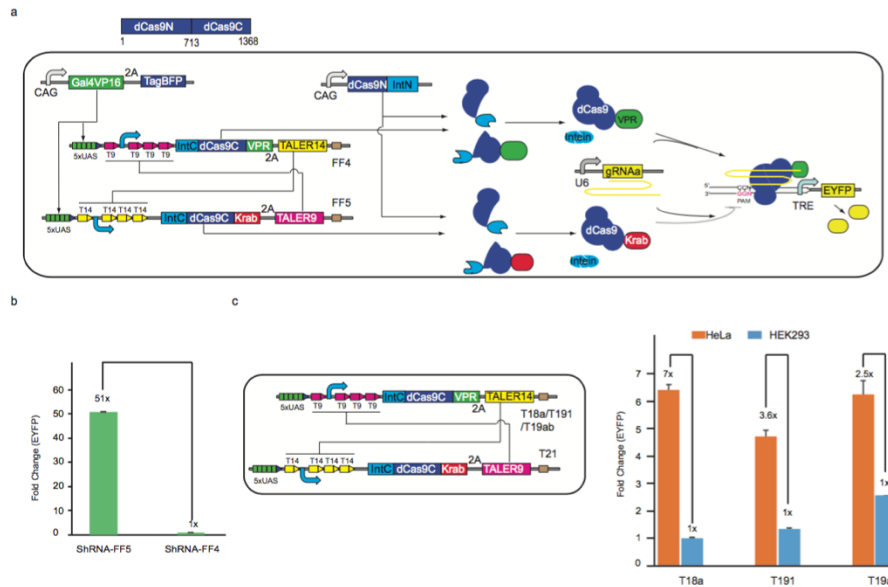 a
dCas9N dCas9C
1 713 1368
CAG Gal4VP16 2A TagBFP
CAG dCas9N IntN
5xUAS T9 T9 T9 T9 IntC dCas9C VPR 2A TALER14 FF4
5xUAS T14 T14 T14 T14 IntC dCas9C Krab 2A TALER9 FF5
dCas9 VPR
Intein
U6 gRNAa
dCas9 Krab
Intein
5' 3'
CCN
GGN
PAM
TRE EYFP
b
Fold Change (EYFP)
60
50
40
30
20
10
0
51x
1x
ShRNA-FF5 ShRNA-FF4
c
5xUAS T9 T9 T9 T9 IntC dCas9C VPR 2A TALER14
T18a/T191
/T19ab
5xUAS T14 T14 T14 T14 IntC dCas9C Krab 2A TALER9 T21
HeLa HEK293
Fold Change (EYFP)
7
6
5
4
3
2
1
0
7x 1x
3.6x 1x
2.5x 1x
T18a T191 T19a